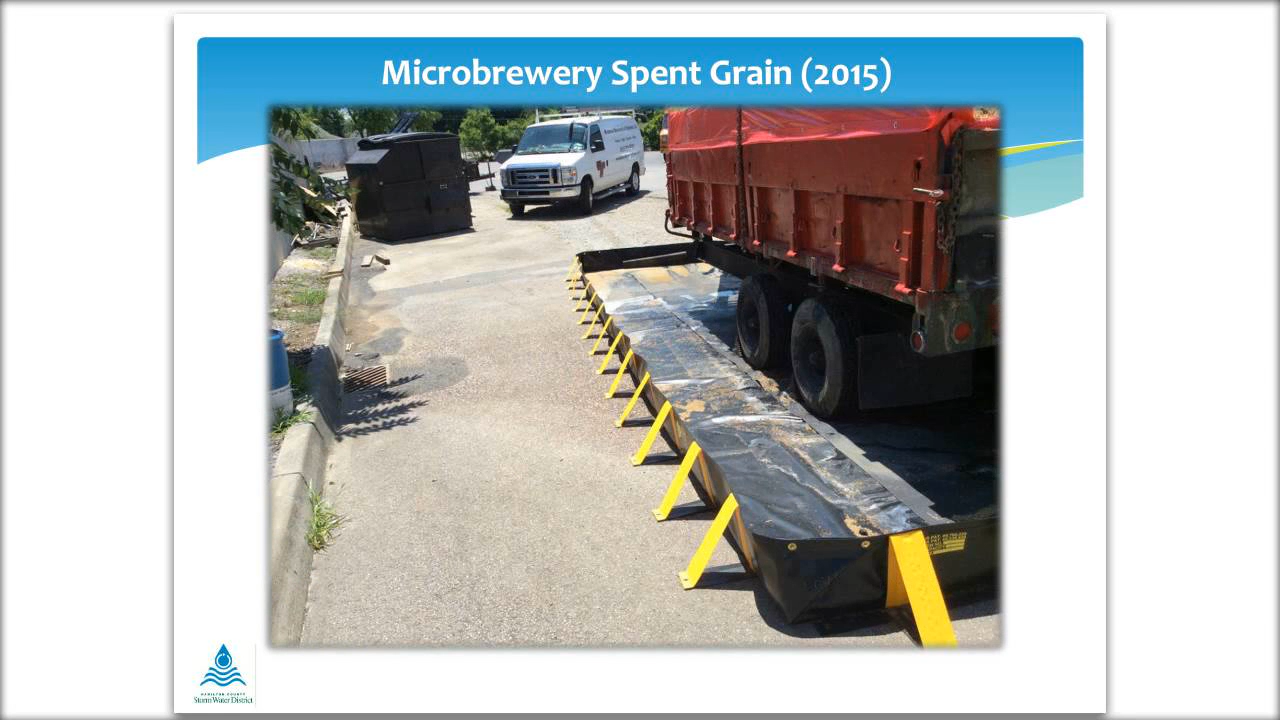 Microbrewery Spent Grain (2015)
HAMILTON COUNTY
Storm Water District